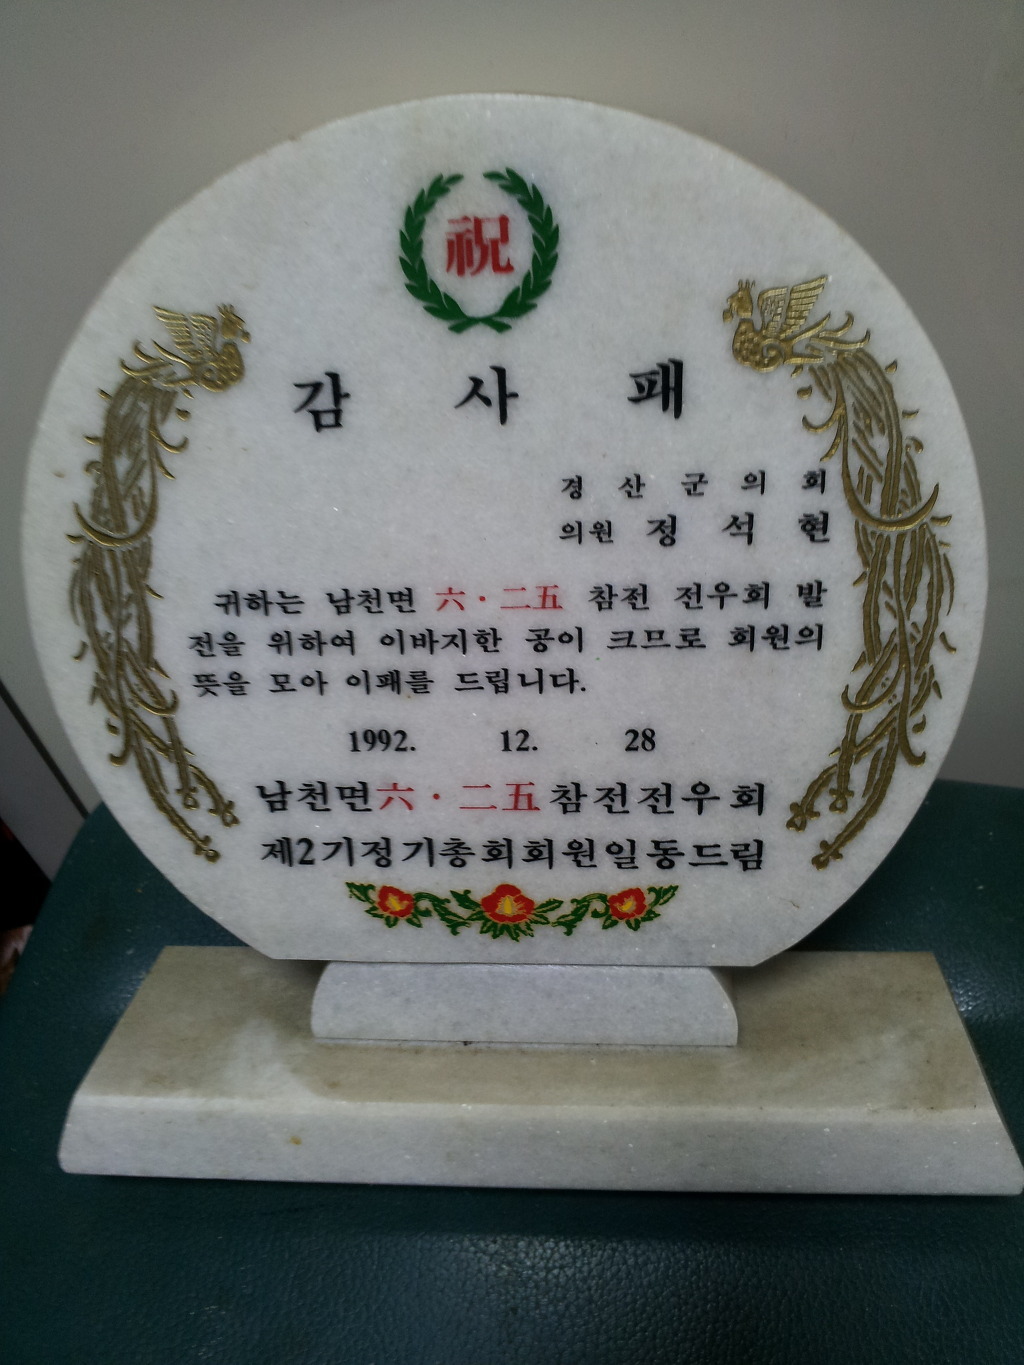 祝
감 사 패
경 산 군 의 회
의원 정 석 현
귀하는 남천면 六·二五 참전 전우회 발
전을 위하여 이바지한 공이 크므로 회원의
뜻을 모아 이패를 드립니다.
1992. 12. 28
남천면六·二五참전전우회
제2기정기총회회원일동드림